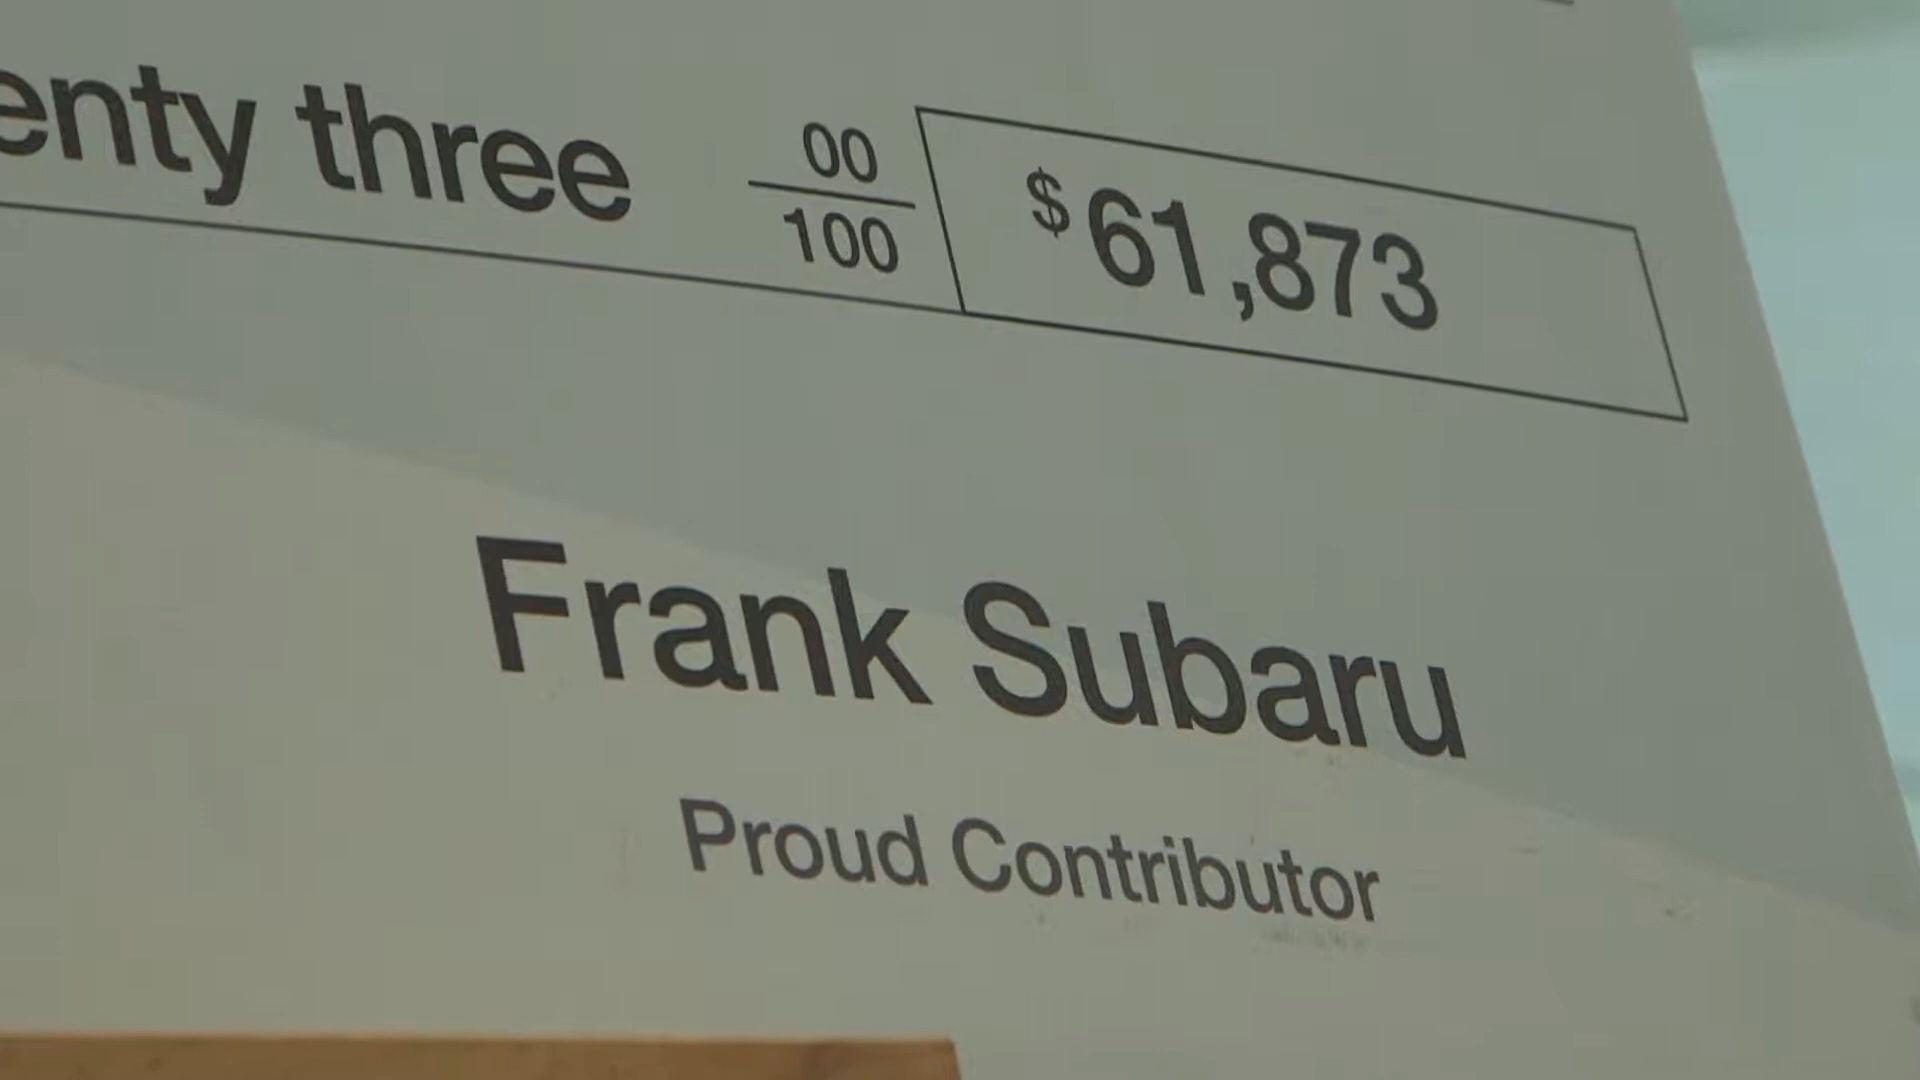 enty three 00/100 $61,873
Frank Subaru
Proud Contributor